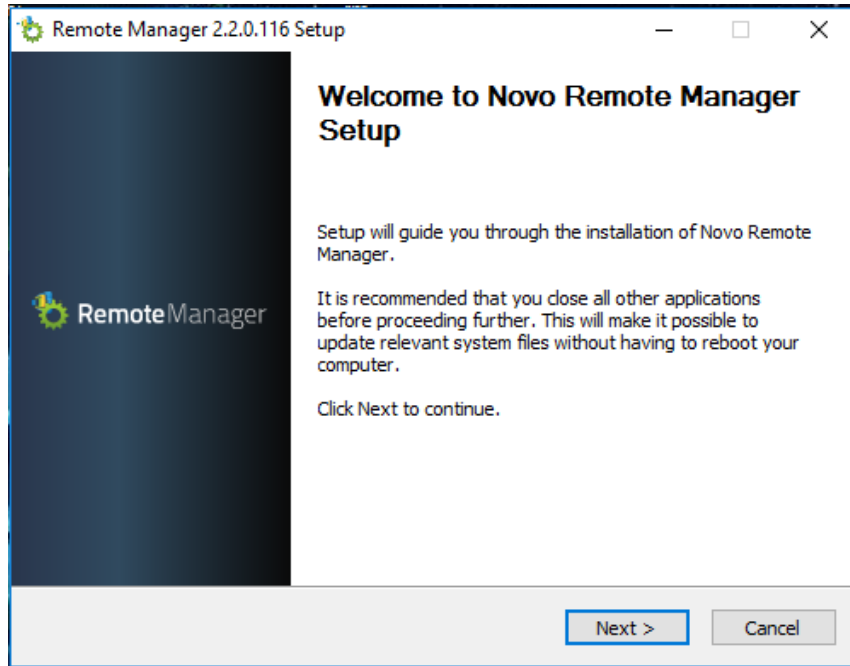 Remote Manager 2.2.0.116 Setup
Welcome to Novo Remote Manager
Setup
Setup will guide you through the installation of Novo Remote
Manager.
It is recommended that you close all other applications
before proceeding further. This will make it possible to
update relevant system files without having to reboot your
computer.
Click Next to continue.
RemoteManager
Next >
Cancel